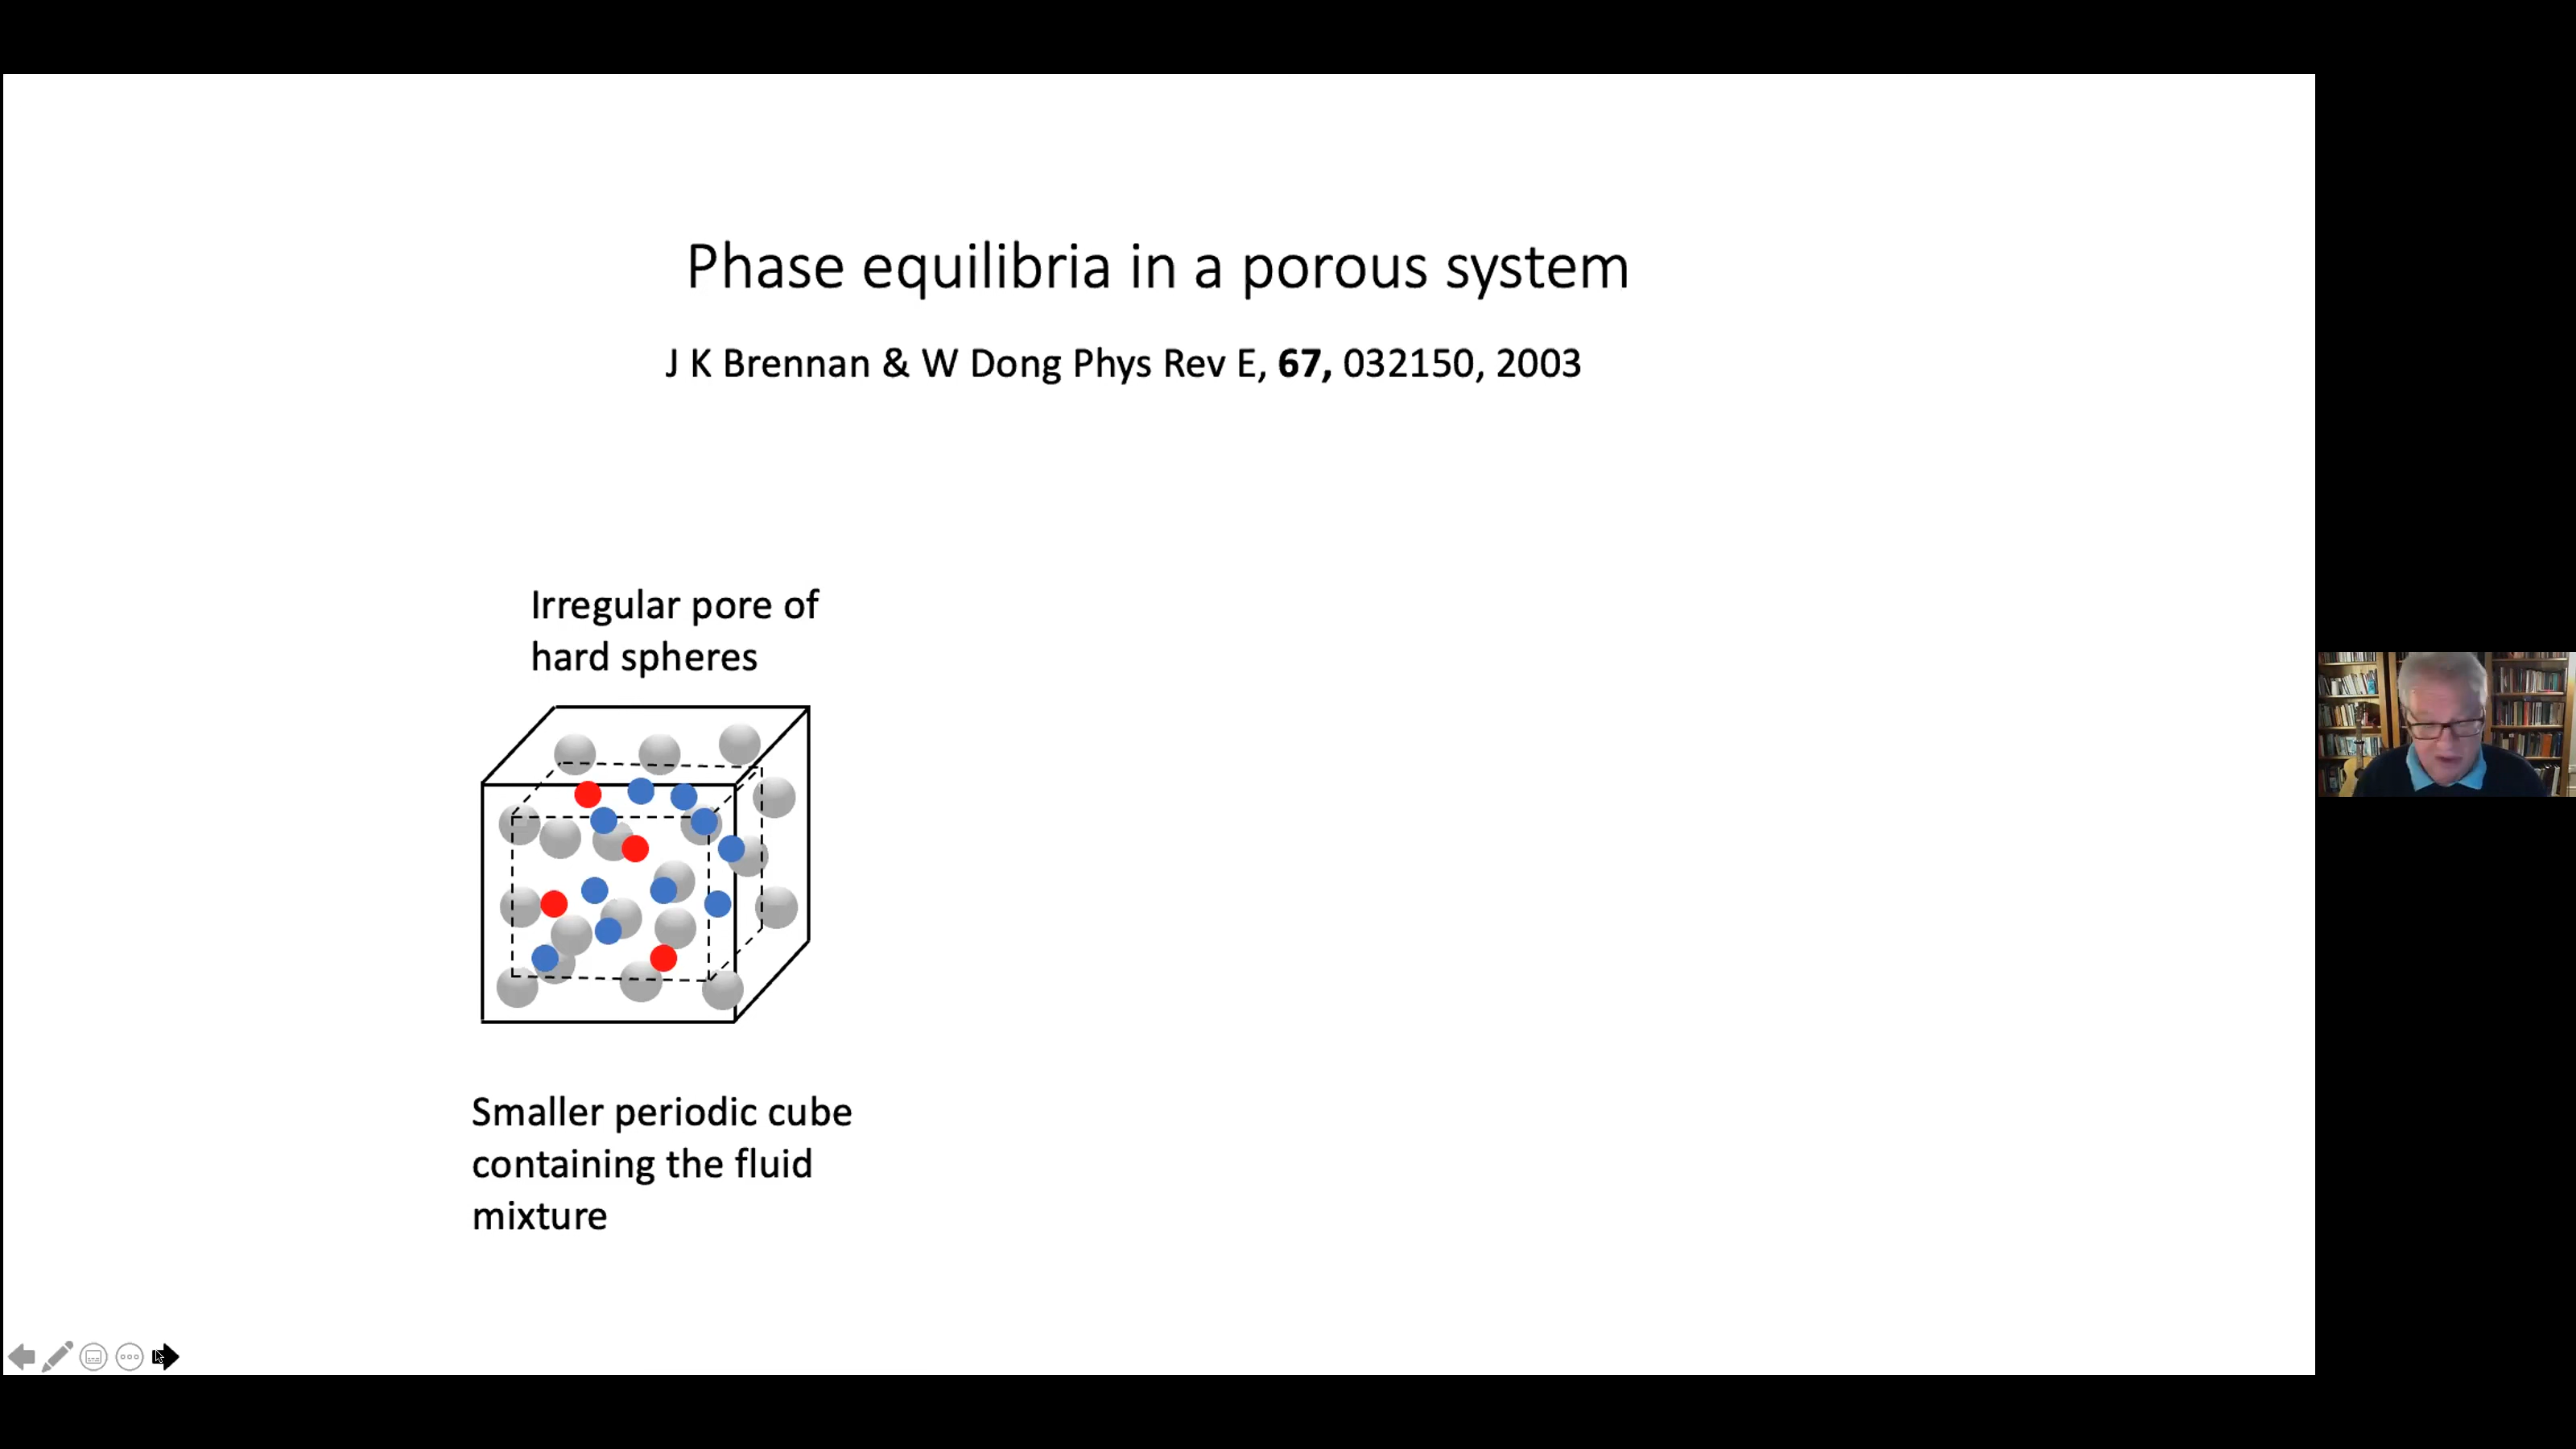 Phase equilibria in a porous system
J K Brennan & W Dong Phys Rev E, 67, 032150, 2003
Irregular pore of
hard spheres
Smaller periodic cube
containing the fluid
mixture